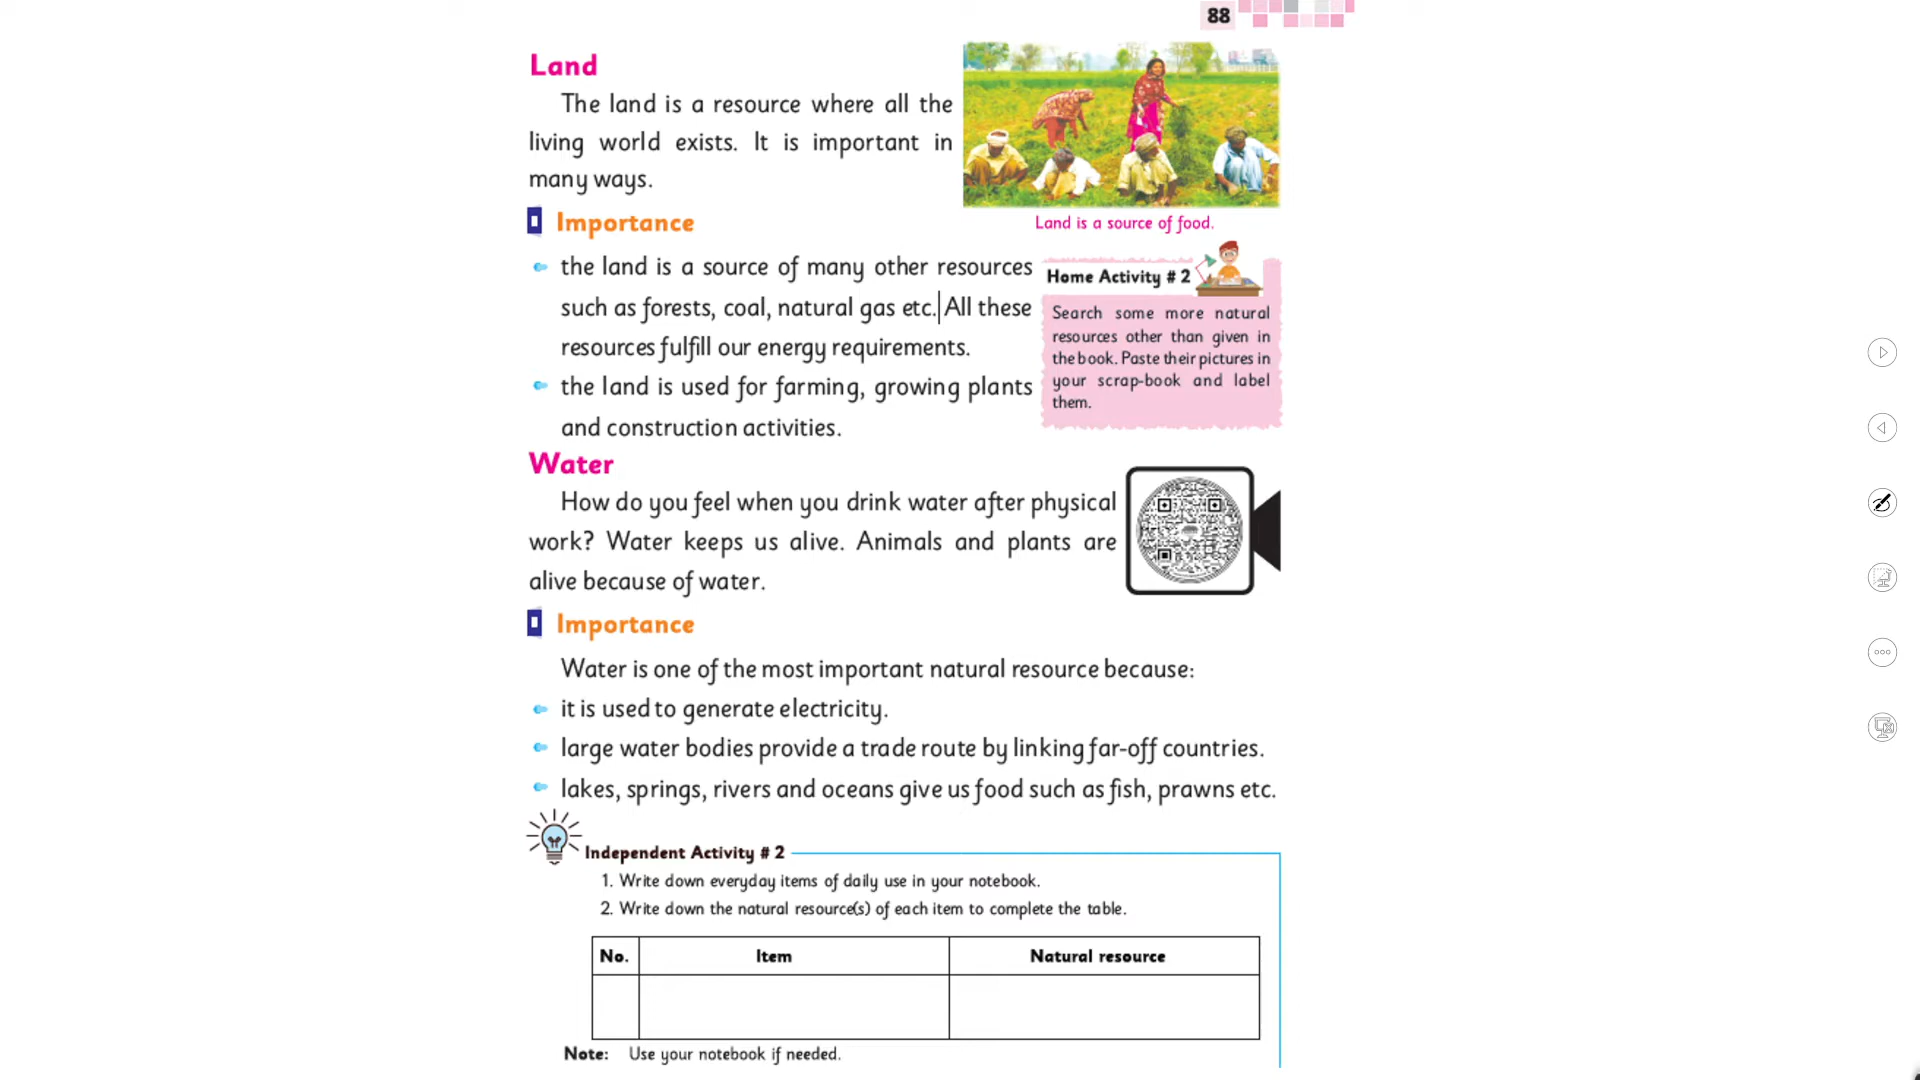 88
Land
The land is a resource where all the
living world exists. It is important in
many ways.
Land is a source of food.
Importance
the land is a source of many other resources
such as forests, coal, natural gas etc. All these
resources fulfill our energy requirements.
the land is used for farming, growing plants
and construction activities.
Home Activity # 2
Search some more natural
resources other than given in
the book. Paste their pictures in
your scrap-book and label
them.
Water
How do you feel when you drink water after physical
work? Water keeps us alive. Animals and plants are
alive because of water.
Importance
Water is one of the most important natural resource because:
it is used to generate electricity.
large water bodies provide a trade route by linking far-off countries.
lakes, springs, rivers and oceans give us food such as fish, prawns etc.
Independent Activity # 2
1. Write down everyday items of daily use in your notebook.
2. Write down the natural resource(s) of each item to complete the table.
No. Item Natural resource
Note: Use your notebook if needed.